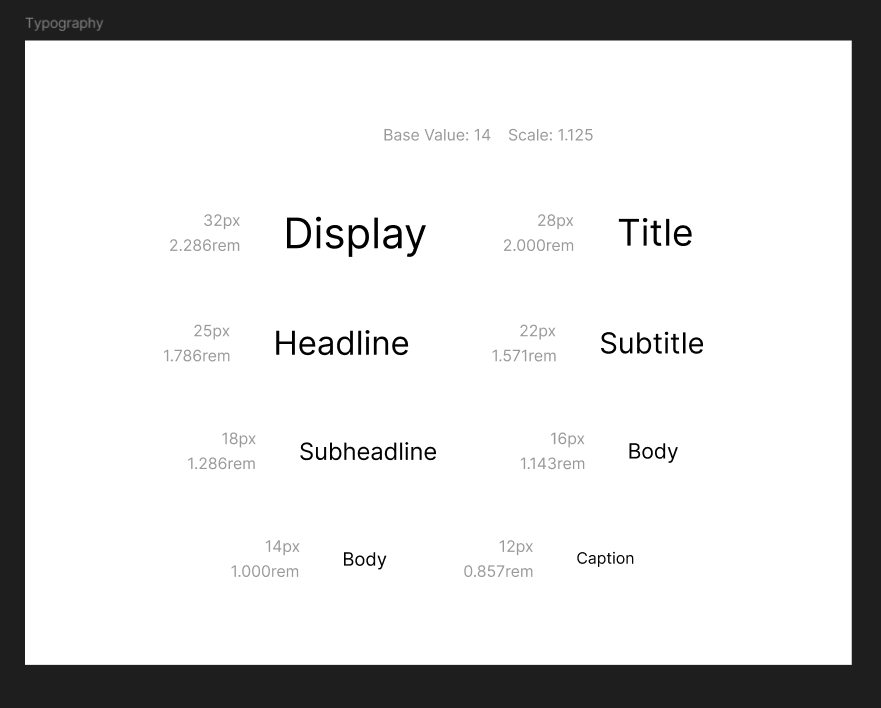 Typography
Base Value: 14 Scale: 1.125
32px
2.286rem
Display
28px
2.000rem
Title
25px
1.786rem
Headline
22px
1.571rem
Subtitle
18px
1.286rem
Subheadline
16px
1.143rem
Body
14px
1.000rem
Body
12px
0.857rem
Caption